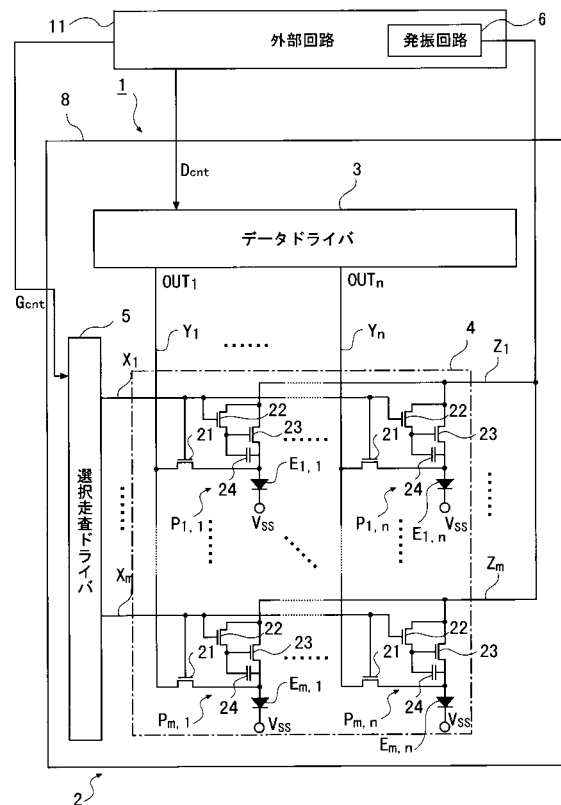 11
外部回路
発振回路
6
1
8
Dcnt
3
データドライバ
Gcnt
OUT1
OUTn
5
Y1
Yn
4
Z1
X1
22
22
21
23
21
23
24
E1,1
24
E1,n
P1,1
VSS
P1,n
VSS
選択走査ドライバ
Xm
Zm
22
22
21
23
21
23
24
Em,1
24
Pm,1
VSS
Pm,n
VSS
Em,n
2